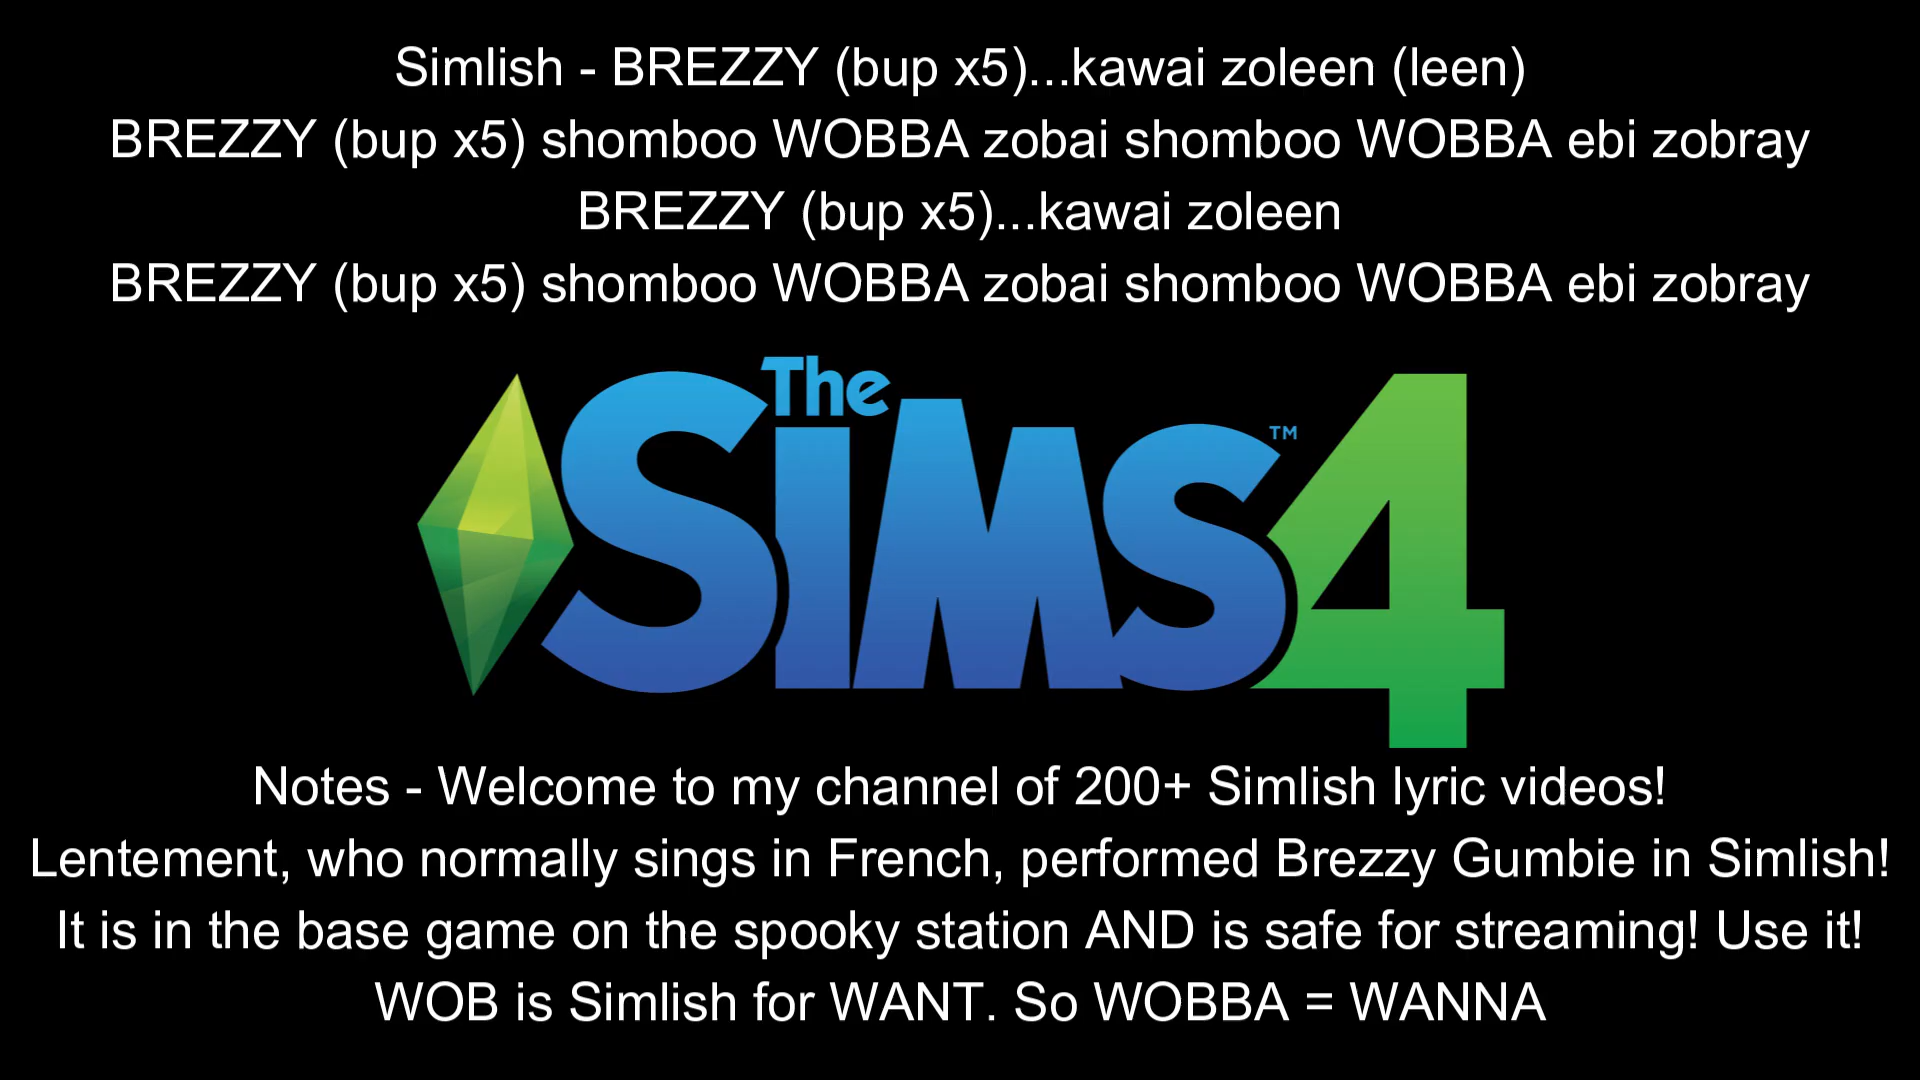 Simlish - BREZZY (bup x5)...kawai zoleen (leen)
BREZZY (bup x5) shomboo WOBBA zobai shomboo WOBBA ebi zobray
BREZZY (bup x5)...kawai zoleen
BREZZY (bup x5) shomboo WOBBA zobai shomboo WOBBA ebi zobray
The
SiMS 4 ™
Notes - Welcome to my channel of 200+ Simlish lyric videos!
Lentement, who normally sings in French, performed Brezzy Gumbie in Simlish!
It is in the base game on the spooky station AND is safe for streaming! Use it!
WOB is Simlish for WANT. So WOBBA = WANNA